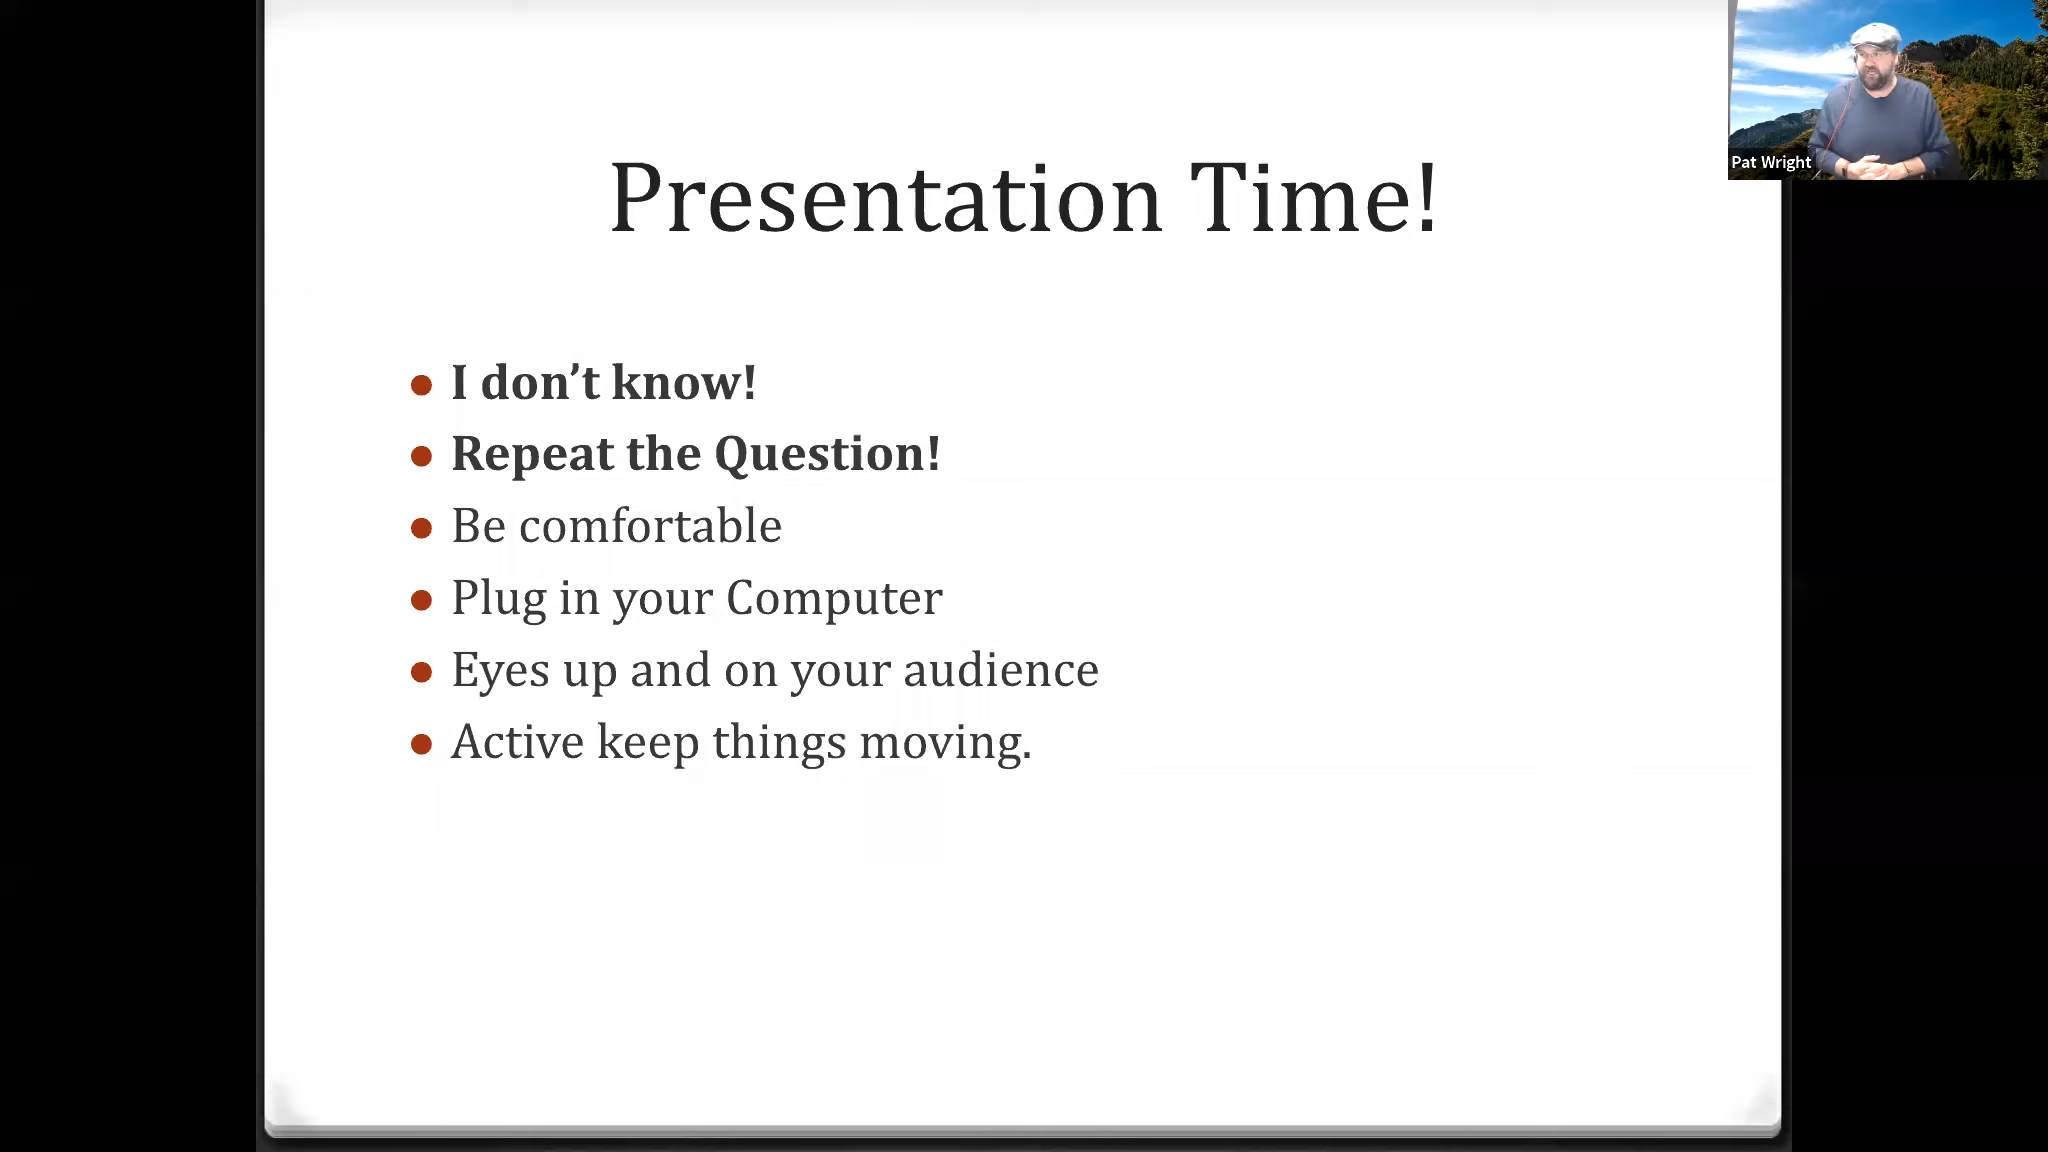 Presentation Time!
Pat Wright
I don’t know!
Repeat the Question!
Be comfortable
Plug in your Computer
Eyes up and on your audience
Active keep things moving.